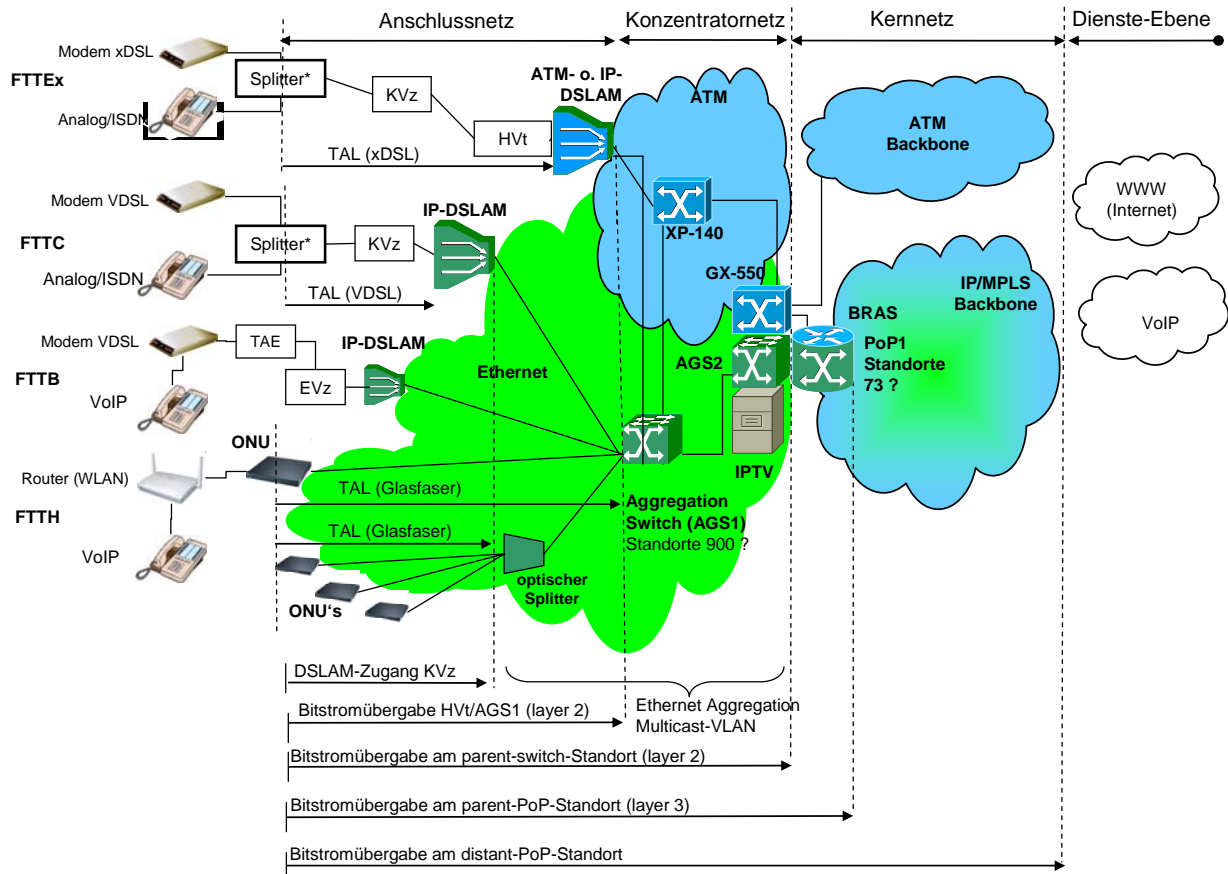 Anschlussnetz
Konzentratornetz
Kernnetz
Dienste-Ebene
Modem xDSL
FTTEx
Analog/ISDN
Splitter*
KVz
HVt
ATM- o. IP-
DSLAM
TAL (xDSL)
ATM
XP-140
ATM
Backbone
WWW
(Internet)
VoIP
Modem VDSL
FTTC
Analog/ISDN
Splitter*
KVz
IP-DSLAM
TAL (VDSL)
GX-550
IP/MPLS
Backbone
BRAS
PoP1
Standorte
73 ?
Modem VDSL
FTTB
VoIP
TAE
EVz
IP-DSLAM
Ethernet
AGS2
IPTV
ONU
Router (WLAN)
FTTH
VoIP
TAL (Glasfaser)
TAL (Glasfaser)
Aggregation
Switch (AGS1)
Standorte 900 ?
optischer
Splitter
ONU's
DSLAM-Zugang KVz
Bitstromübergabe HVt/AGS1 (layer 2)
Ethernet Aggregation
Multicast-VLAN
Bitstromübergabe am parent-switch-Standort (layer 2)
Bitstromübergabe am parent-PoP-Standort (layer 3)
Bitstromübergabe am distant-PoP-Standort